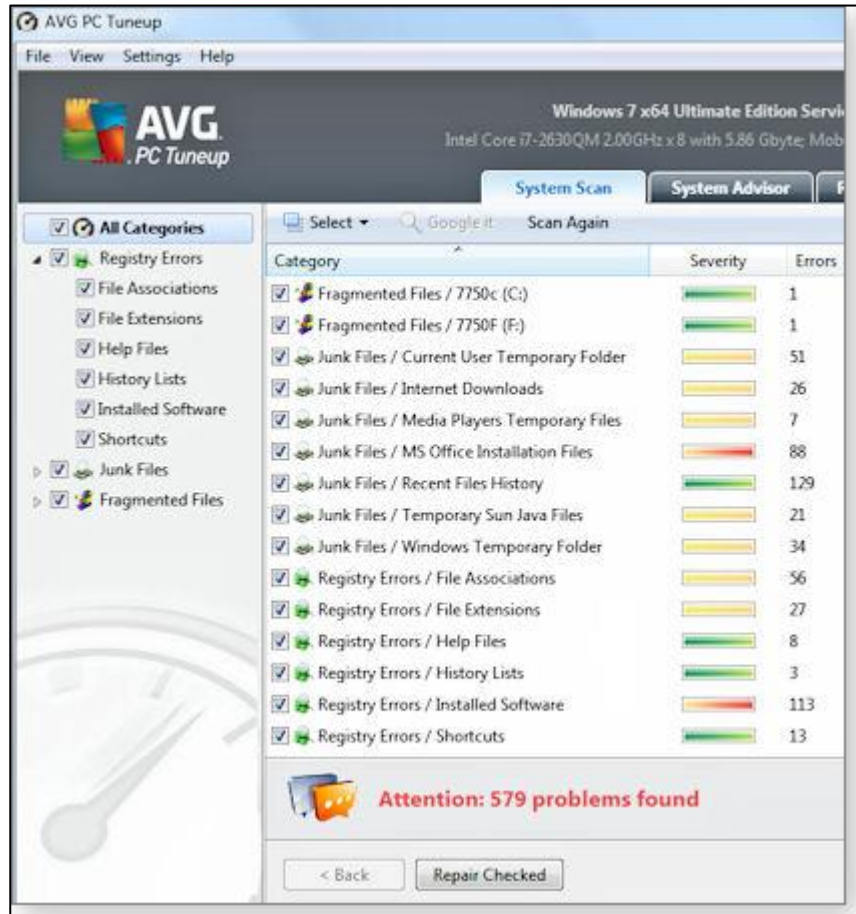 AVG PC Tuneup
File View Settings Help
AVG.
PC Tuneup
Windows 7 x64 Ultimate Edition
Intel Core i7-2630QM 2.00GHz x 8 with 5.86 Gbyte;
System Scan System Advisor
Select Google it Scan Again
All Categories
Registry Errors
File Associations
File Extensions
Help Files
History Lists
Installed Software
Shortcuts
Junk Files
Fragmented Files
Category Severity Errors
Fragmented Files / 7750c (C:) 1
Fragmented Files / 7750F (F:) 1
Junk Files / Current User Temporary Folder 51
Junk Files / Internet Downloads 26
Junk Files / Media Players Temporary Files 7
Junk Files / MS Office Installation Files 88
Junk Files / Recent Files History 129
Junk Files / Temporary Sun Java Files 21
Junk Files / Windows Temporary Folder 34
Registry Errors / File Associations 56
Registry Errors / File Extensions 27
Registry Errors / Help Files 8
Registry Errors / History Lists 3
Registry Errors / Installed Software 113
Registry Errors / Shortcuts 13
Attention: 579 problems found
< Back Repair Checked